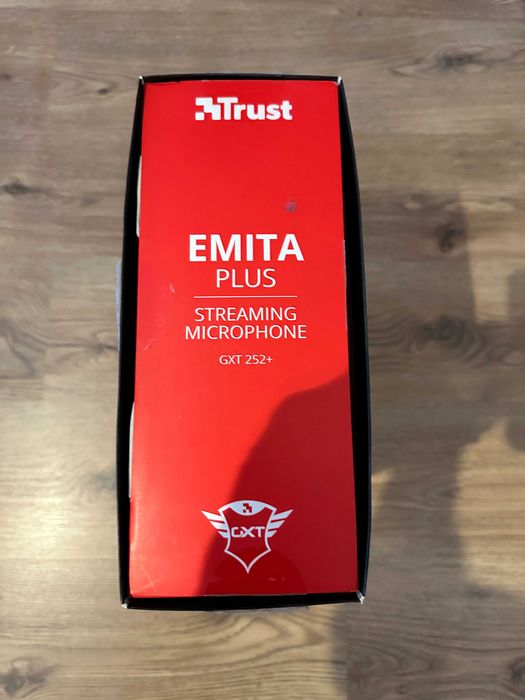 Trust
EMITA
PLUS
STREAMING
MICROPHONE
GXT 252+
GXT